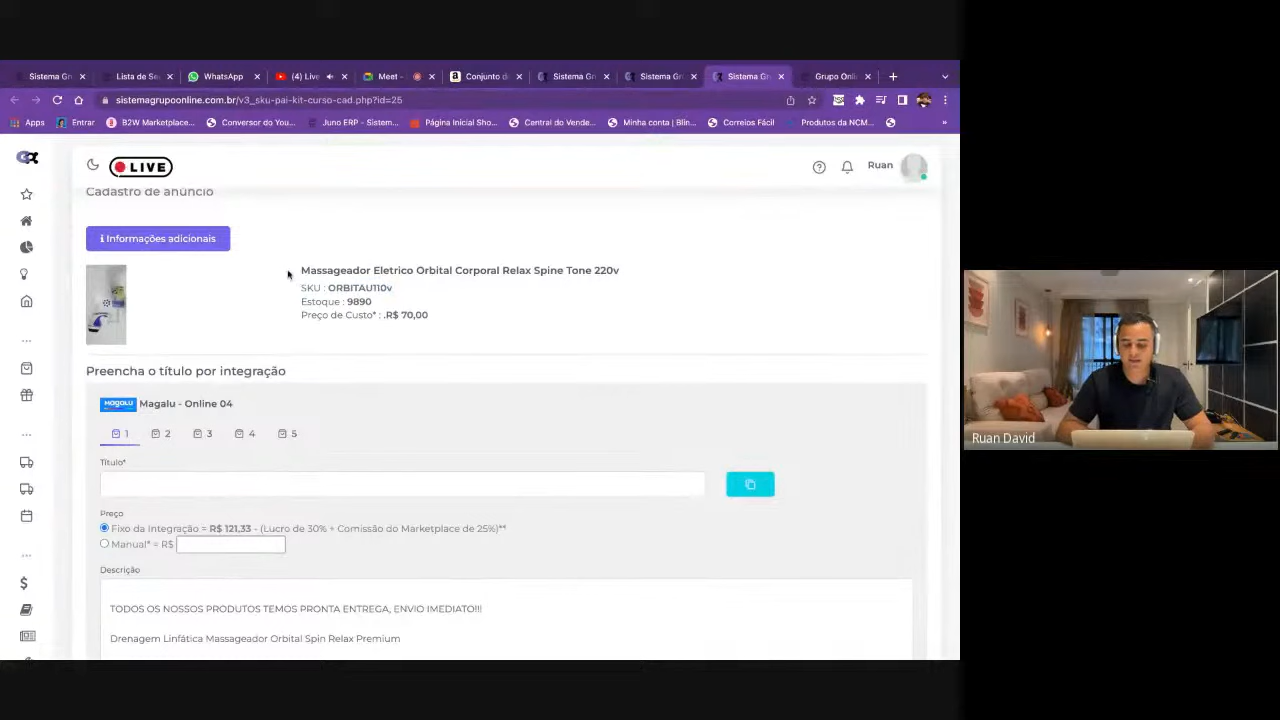 Sistema Gr
Lista de Se
WhatsApp
(4) Live
Meet -
Conjunto d
Sistema Gr
Sistema Gr
Sistema Gr
Grupo Onli
sistemagrupoonline.com.br/v3_sku-pai-kit-curso-cad.php?id=25
Apps
Entrar
B2W Marketplace...
Conversor do You...
Juno ERP - Sistem...
Página Inicial Sho...
Central do Vende...
Minha conta | Blin...
Correios Fácil
Produtos da NCM...
LIVE
Ruan
Cadastro de anúncio
Informações adicionais
Massageador Eletrico Orbital Corporal Relax Spine Tone 220v
SKU : ORBITAU110v
Estoque : 9890
Preço de Custo* : .R$ 70,00
Preencha o título por integração
MAGALU Magalu - Online 04
1 2 3 4 5
Título*
Preço
Fixo da Integração = R$ 121,33 - (Lucro de 30% + Comissão do Marketplace de 25%)**
Manual* = R$
Descrição
TODOS OS NOSSOS PRODUTOS TEMOS PRONTA ENTREGA, ENVIO IMEDIATO!!!
Drenagem Linfática Massageador Orbital Spin Relax Premium
Ruan David